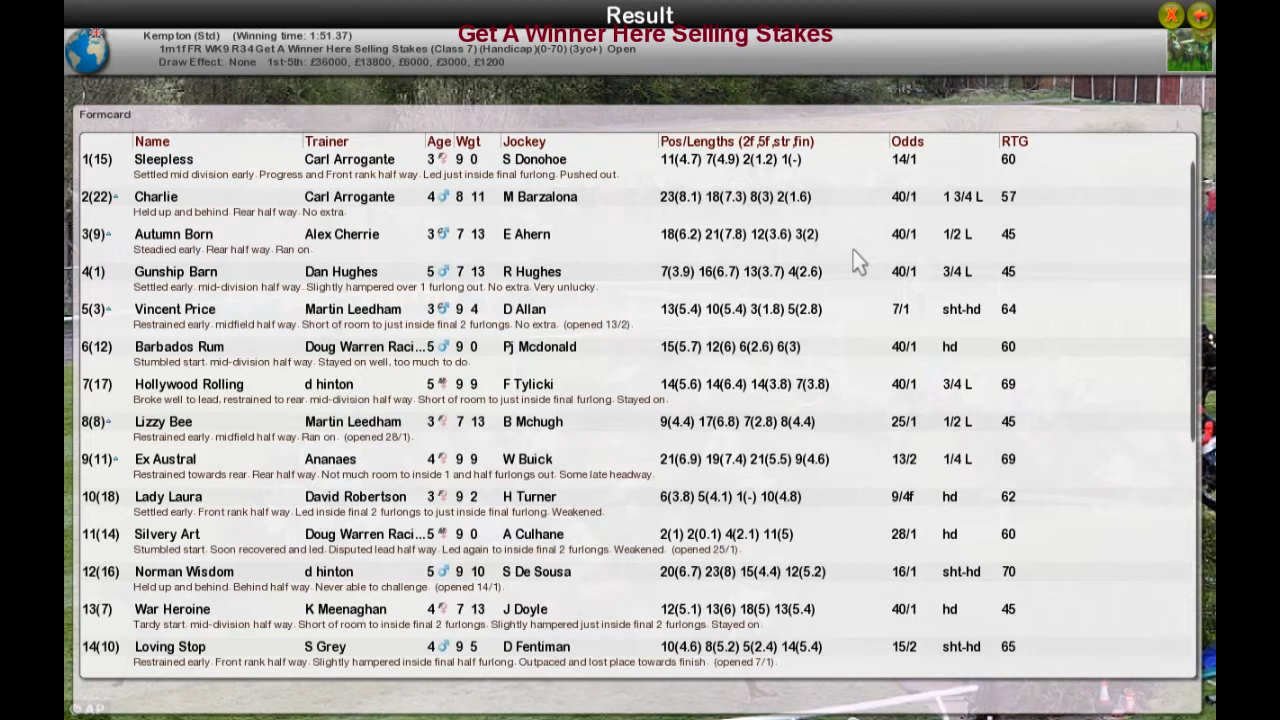 Result
Get A Winner Here Selling Stakes
Kempton (Std) (Winning time: 1:51.37)
1m1f FR WK9 R34 Get A Winner Here Selling Stakes (Class 7) (Handicap)(0-70) (3yo+) Open
Draw Effect: None 1st-5th: £36000, £13800, £6000, £3000, £1200
Formcard
Name Trainer Age Wgt Jockey Pos/Lengths (2f,5f,str,fin) Odds RTG
1(15) Sleepless Carl Arrogante 3 9 0 S Donohoe 11(4.7) 7(4.9) 2(1.2) 1(-) 14/1 60
Settled mid division early. Progress and Front rank half way. Led just inside final furlong. Pushed out.
2(22) Charlie Carl Arrogante 4 8 11 M Barzalona 23(8.1) 18(7.3) 8(3) 2(1.6) 40/1 1 3/4 L 57
Held up and behind. Rear half way. No extra.
3(9) Autumn Born Alex Cherrie 3 7 13 E Ahern 18(6.2) 21(7.8) 12(3.6) 3(2) 40/1 1/2 L 45
Steadied early. Rear half way. Ran on.
4(1) Gunship Barn Dan Hughes 5 7 13 R Hughes 7(3.9) 16(6.7) 13(3.7) 4(2.6) 40/1 3/4 L 45
Settled early. mid-division half way. Slightly hampered over 1 furlong out. No extra. Very unlucky.
5(3) Vincent Price Martin Leedham 3 9 4 D Allan 13(5.4) 10(5.4) 3(1.8) 5(2.8) 7/1 sht-hd 64
Restrained early. midfield half way. Short of room to just inside final 2 furlongs. No extra. (opened 13/2).
6(12) Barbados Rum Doug Warren Raci... 5 9 0 Pj Mcdonald 15(5.7) 12(6) 6(2.6) 6(3) 40/1 hd 60
Stumbled start. mid-division half way. Stayed on well, too much to do.
7(17) Hollywood Rolling d hinton 5 9 9 F Tylicki 14(5.6) 14(6.4) 14(3.8) 7(3.8) 40/1 3/4 L 69
Broke well to lead, restrained to rear. mid-division half way. Short of room to just inside final furlong. Stayed on.
8(8) Lizzy Bee Martin Leedham 3 7 13 B Mchugh 9(4.4) 17(6.8) 7(2.8) 8(4.4) 25/1 1/2 L 45
Restrained early. midfield half way. Ran on. (opened 28/1).
9(11) Ex Austral Ananaes 4 9 9 W Buick 21(6.9) 19(7.4) 21(5.5) 9(4.6) 13/2 1/4 L 69
Restrained towards rear. Rear half way. Not much room to inside 1 and half furlongs out. Some late headway.
10(18) Lady Laura David Robertson 3 9 2 H Turner 6(3.8) 5(4.1) 1(-) 10(4.8) 9/4f hd 62
Settled early. Front rank half way. Led inside final 2 furlongs to just inside final furlong. Weakened.
11(14) Silvery Art Doug Warren Raci... 5 9 0 A Culhane 2(1) 2(0.1) 4(2.1) 11(5) 28/1 hd 60
Stumbled start. Soon recovered and led. Disputed lead half way. Led again to inside final 2 furlongs. Weakened. (opened 25/1).
12(16) Norman Wisdom d hinton 5 9 10 S De Sousa 20(6.7) 23(8) 15(4.4) 12(5.2) 16/1 sht-hd 70
Held up and behind. Behind half way. Never able to challenge. (opened 14/1).
13(7) War Heroine K Meenaghan 4 7 13 J Doyle 12(5.1) 13(6) 18(5) 13(5.4) 40/1 hd 45
Tardy start. mid-division half way. Short of room to inside final 2 furlongs. Slightly hampered just inside final 2 furlongs. Stayed on.
14(10) Loving Stop S Grey 4 9 5 D Fentiman 10(4.6) 8(5.2) 5(2.4) 14(5.4) 15/2 sht-hd 65
Restrained early. Front rank half way. Slightly hampered inside final half furlong. Outpaced and lost place towards finish. (opened 7/1).
© AP